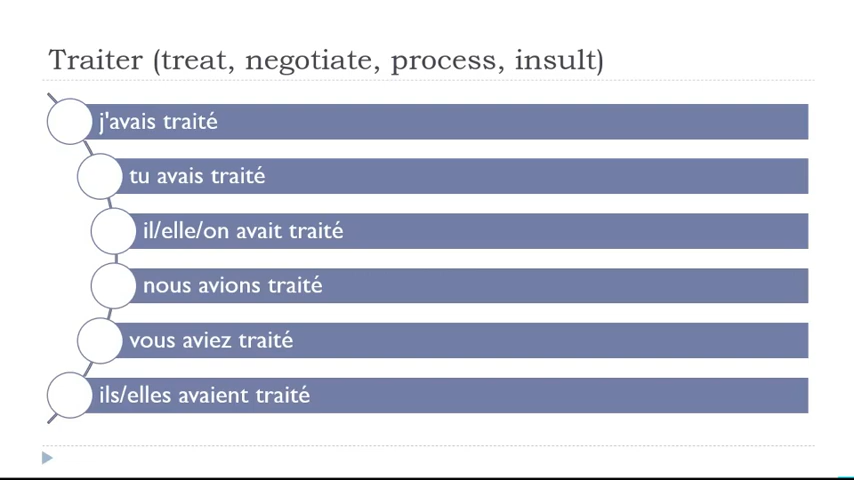 Traiter (treat, negotiate, process, insult)
j'avais traité
tu avais traité
il/elle/on avait traité
nous avions traité
vous aviez traité
ils/elles avaient traité